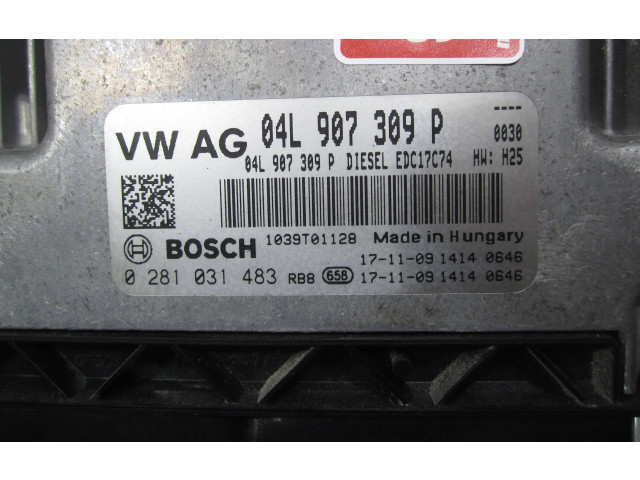 ----
VW AG 04L 907 309 P 0030
04L 907 309 P DIESEL EDC17C74 HW: H25
BOSCH 1039T01128 Made in Hungary
17-11-09 1414 0646
0 281 031 483 RBB 658 17-11-09 1414 0646